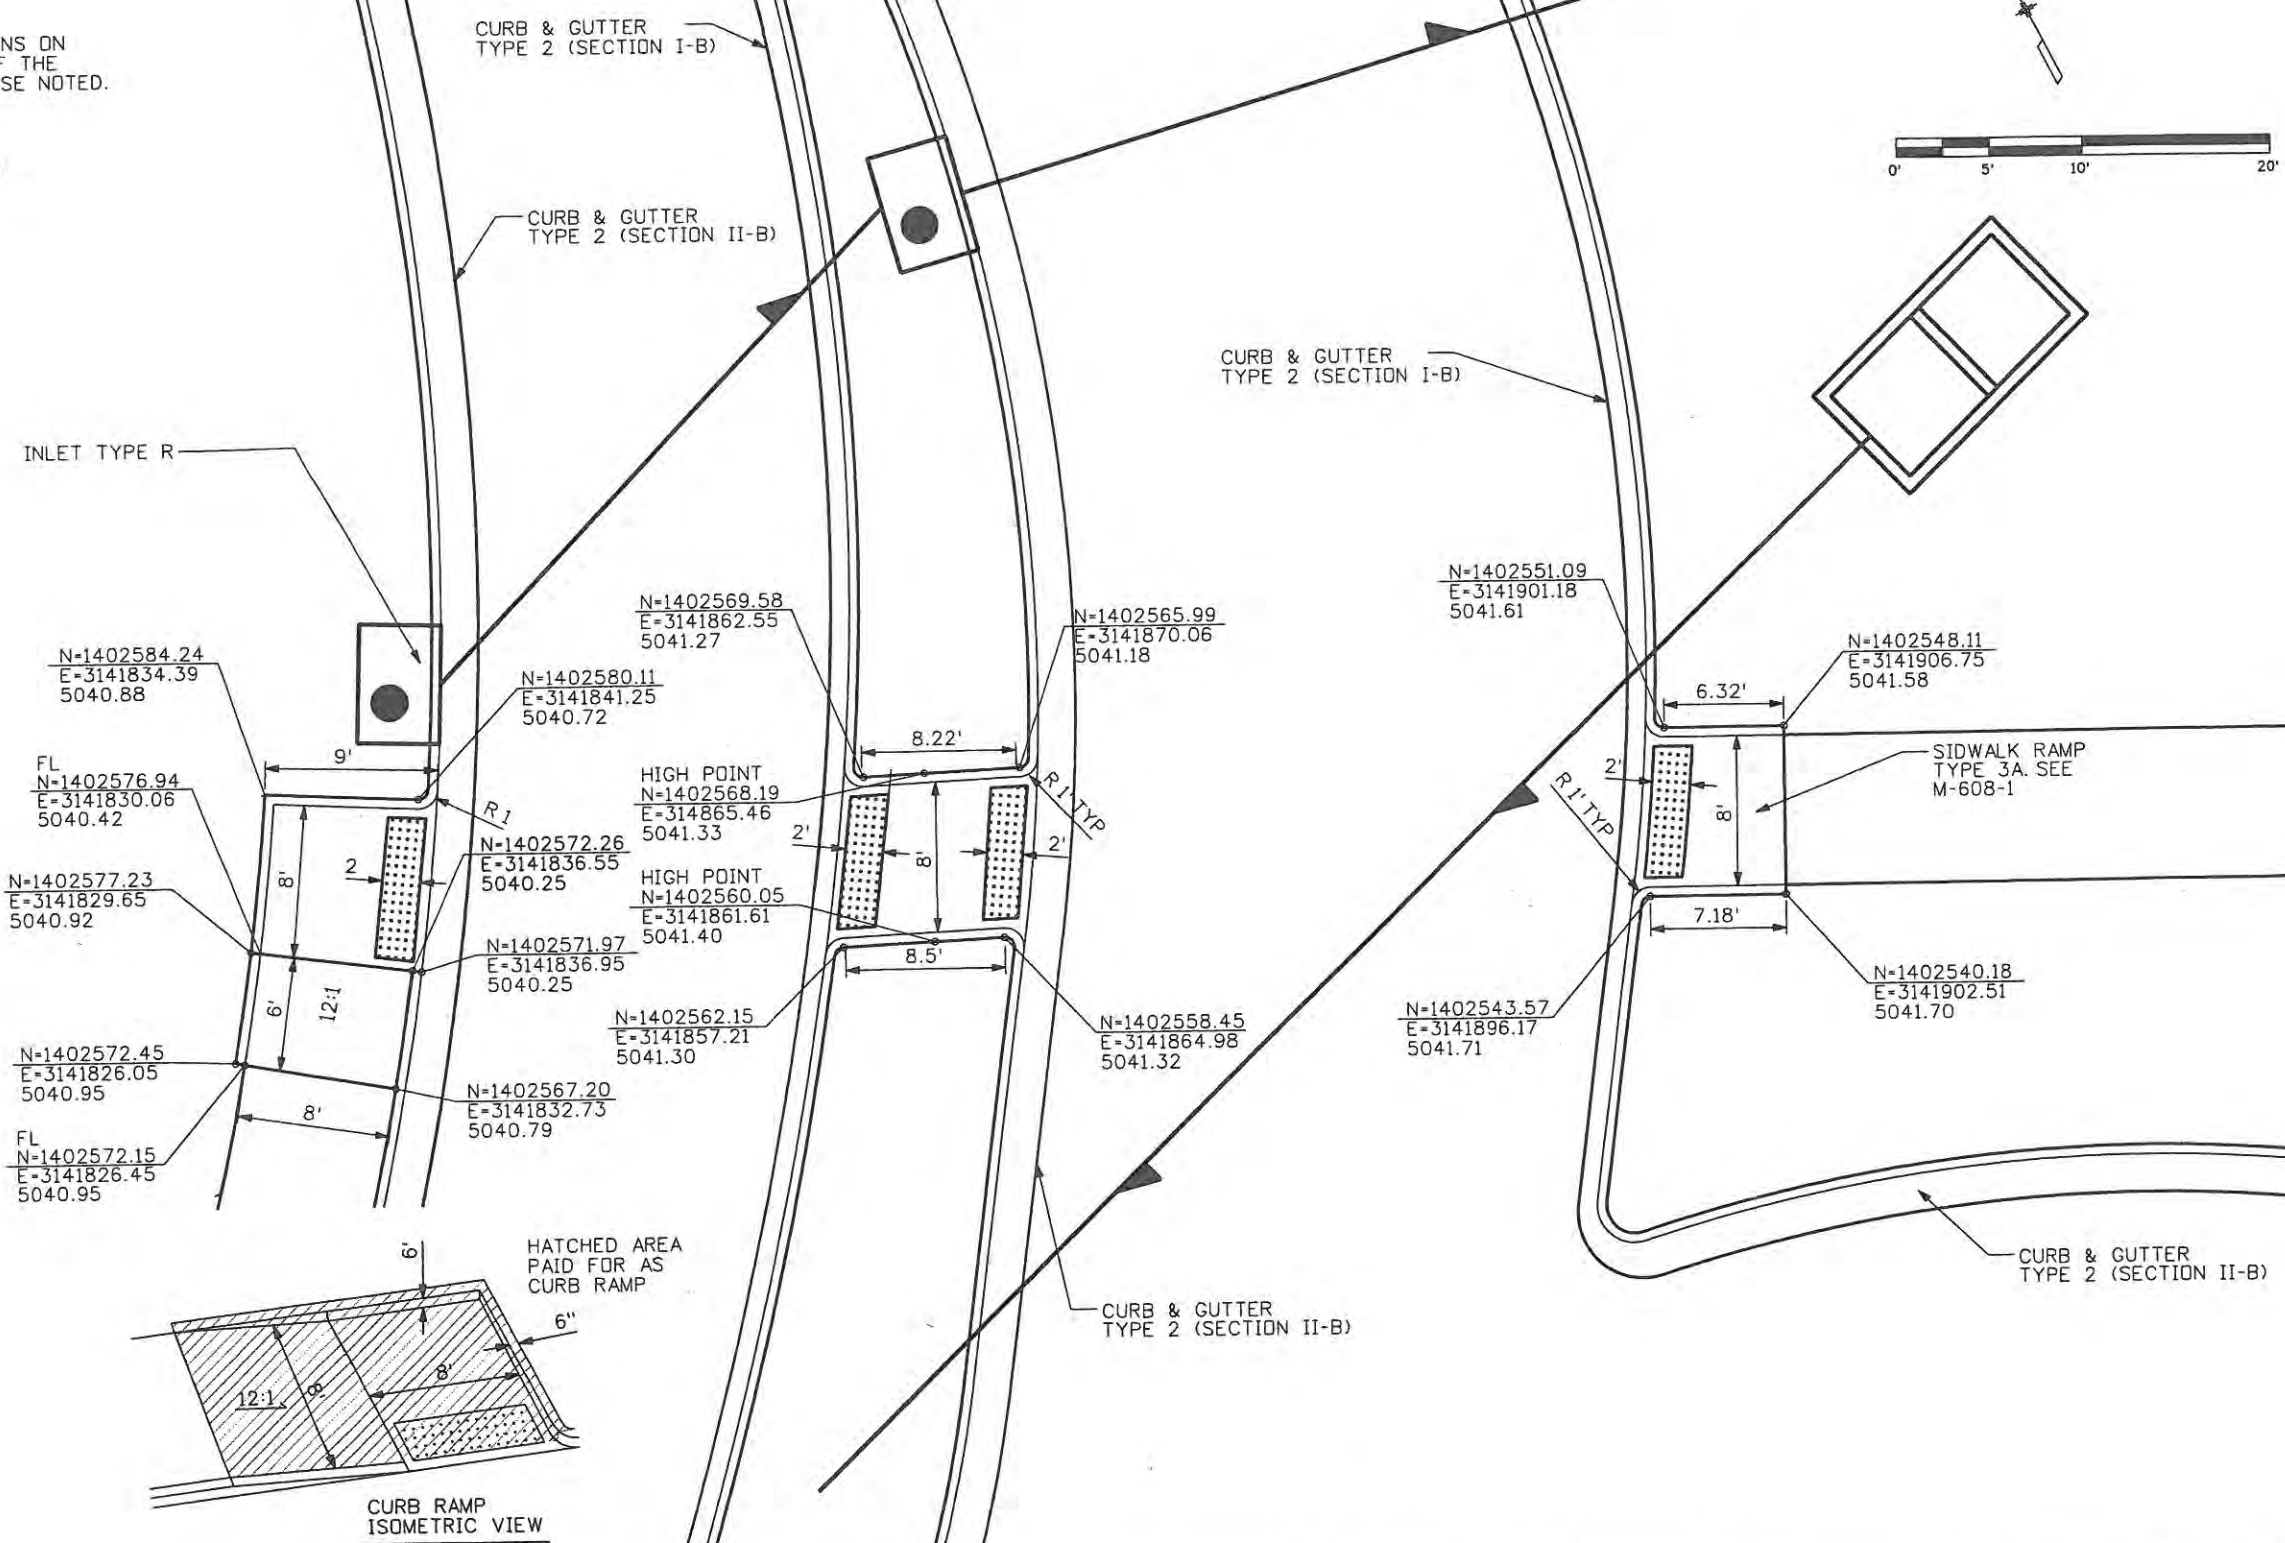 NS ON
F THE
SE NOTED.
CURB & GUTTER
TYPE 2 (SECTION I-B)
0'
5'
10'
20'
CURB & GUTTER
TYPE 2 (SECTION II-B)
CURB & GUTTER
TYPE 2 (SECTION I-B)
INLET TYPE R
N=1402584.24
E=3141834.39
5040.88
N=1402580.11
E=3141841.25
5040.72
FL
N=1402576.94
E=3141830.06
5040.42
9'
R 1
N=1402572.26
E=3141836.55
5040.25
8'
2
N=1402577.23
E=3141829.65
5040.92
N=1402571.97
E=3141836.95
5040.25
6'
12:1
N=1402572.45
E=3141826.05
5040.95
N=1402567.20
E=3141832.73
5040.79
8'
FL
N=1402572.15
E=3141826.45
5040.95
N=1402569.58
E=3141862.55
5041.27
N=1402565.99
E=3141870.06
5041.18
8.22'
HIGH POINT
N=1402568.19
E=314865.46
5041.33
R 1' TYP
2'
8'
2'
HIGH POINT
N=1402560.05
E=3141861.61
5041.40
8.5'
N=1402562.15
E=3141857.21
5041.30
N=1402558.45
E=3141864.98
5041.32
N=1402551.09
E=3141901.18
5041.61
N=1402548.11
E=3141906.75
5041.58
6.32'
SIDWALK RAMP
TYPE 3A. SEE
M-608-1
2'
8'
R 1' TYP
7.18'
N=1402543.57
E=3141896.17
5041.71
N=1402540.18
E=3141902.51
5041.70
CURB & GUTTER
TYPE 2 (SECTION II-B)
CURB & GUTTER
TYPE 2 (SECTION II-B)
6'
HATCHED AREA
PAID FOR AS
CURB RAMP
6"
8'
8'
12:1
CURB RAMP
ISOMETRIC VIEW